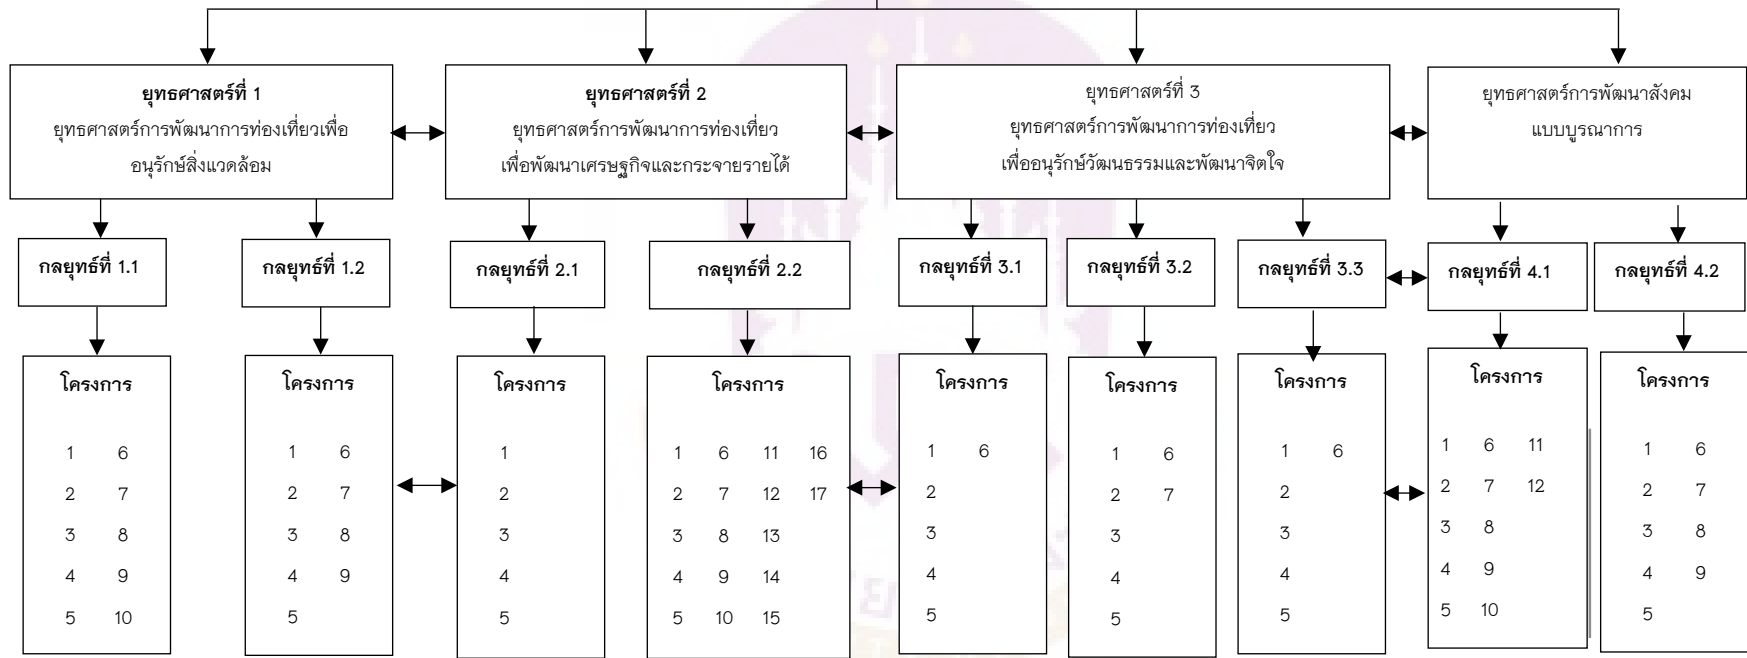 ยุทธศาสตร์ที่ 1
ยุทธศาสตร์การพัฒนาการท่องเที่ยวเพื่อ
อนุรักษ์สิ่งแวดล้อม
ยุทธศาสตร์ที่ 2
ยุทธศาสตร์การพัฒนาการท่องเที่ยว
เพื่อพัฒนาเศรษฐกิจและกระจายรายได้
ยุทธศาสตร์ที่ 3
ยุทธศาสตร์การพัฒนาการท่องเที่ยว
เพื่ออนุรักษ์วัฒนธรรมและพัฒนาจิตใจ
ยุทธศาสตร์การพัฒนาสังคม
แบบบูรณาการ
กลยุทธ์ที่ 1.1
กลยุทธ์ที่ 1.2
กลยุทธ์ที่ 2.1
กลยุทธ์ที่ 2.2
กลยุทธ์ที่ 3.1
กลยุทธ์ที่ 3.2
กลยุทธ์ที่ 3.3
กลยุทธ์ที่ 4.1
กลยุทธ์ที่ 4.2
โครงการ
1 6
2 7
3 8
4 9
5 10
โครงการ
1 6
2 7
3 8
4 9
5
โครงการ
1
2
3
4
5
โครงการ
1 6 11 16
2 7 12 17
3 8 13
4 9 14
5 10 15
โครงการ
1 6
2
3
4
5
โครงการ
1 6
2 7
3
4
5
โครงการ
1 6
2
3
4
5
โครงการ
1 6 11
2 7 12
3 8
4 9
5 10
โครงการ
1 6
2 7
3 8
4 9
5